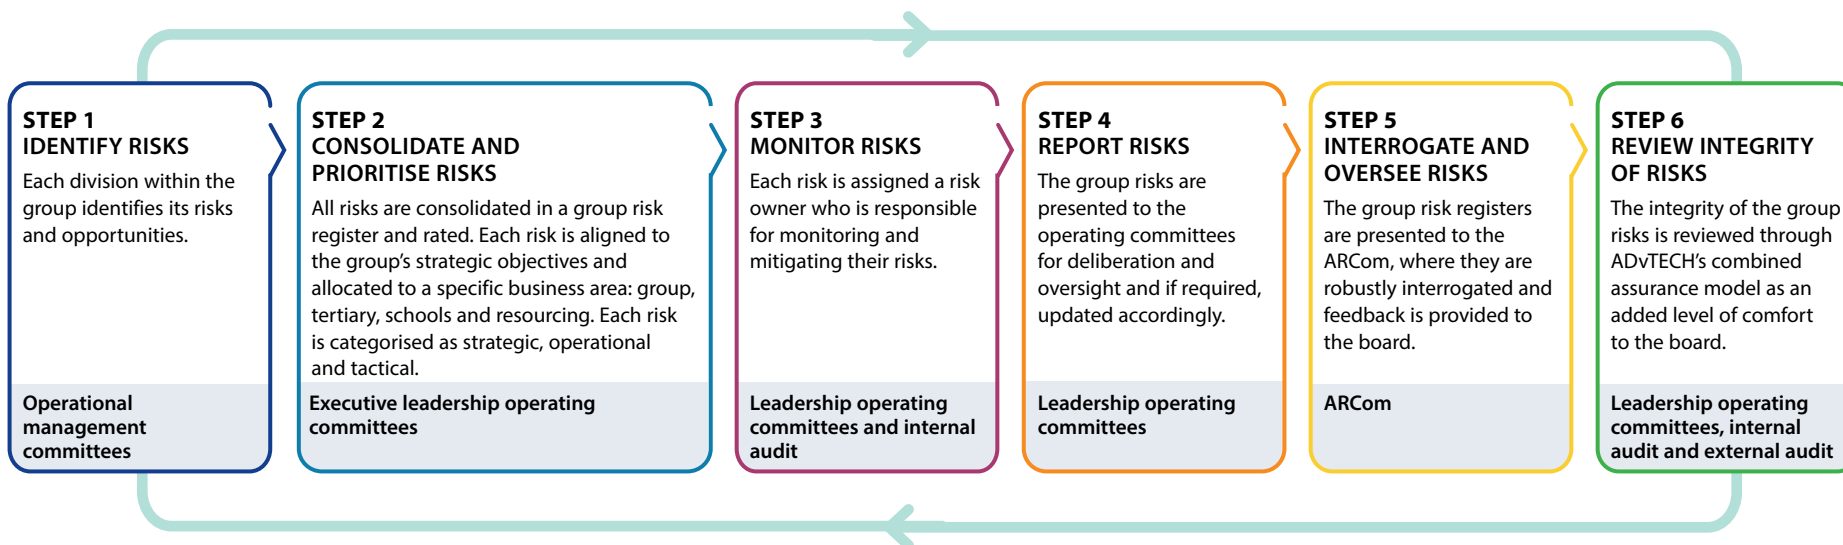 STEP 1
IDENTIFY RISKS
Each division within the
group identifies its risks
and opportunities.
Operational
management
committees
STEP 2
CONSOLIDATE AND
PRIORITISE RISKS
All risks are consolidated in a group risk
register and rated. Each risk is aligned to
the group's strategic objectives and
allocated to a specific business area: group,
tertiary, schools and resourcing. Each risk
is categorised as strategic, operational
and tactical.
Executive leadership operating
committees
STEP 3
MONITOR RISKS
Each risk is assigned a risk
owner who is responsible
for monitoring and
mitigating their risks.
Leadership operating
committees and internal
audit
STEP 4
REPORT RISKS
The group risks are
presented to the
operating committees
for deliberation and
oversight and if required,
updated accordingly.
Leadership operating
committees
STEP 5
INTERROGATE AND
OVERSEE RISKS
The group risk registers
are presented to the
ARCom, where they are
robustly interrogated and
feedback is provided to
the board.
ARCom
STEP 6
REVIEW INTEGRITY
OF RISKS
The integrity of the group
risks is reviewed through
ADvTECH's combined
assurance model as an
added level of comfort
to the board.
Leadership operating
committees, internal
audit and external audit